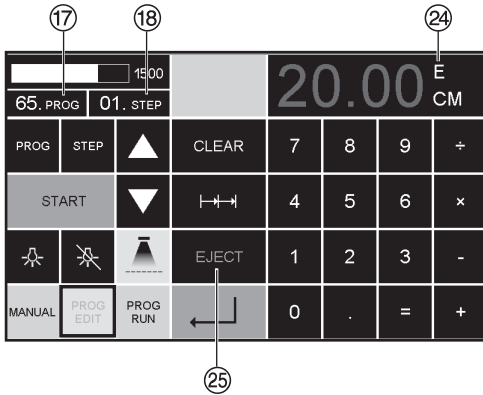 17 18 24
1500 20.00 E
65. PROG 01. STEP CM
PROG STEP CLEAR 7 8 9 ÷
START 4 5 6 ×
EJECT 1 2 3 -
MANUAL PROG EDIT PROG RUN 0 . = +
25